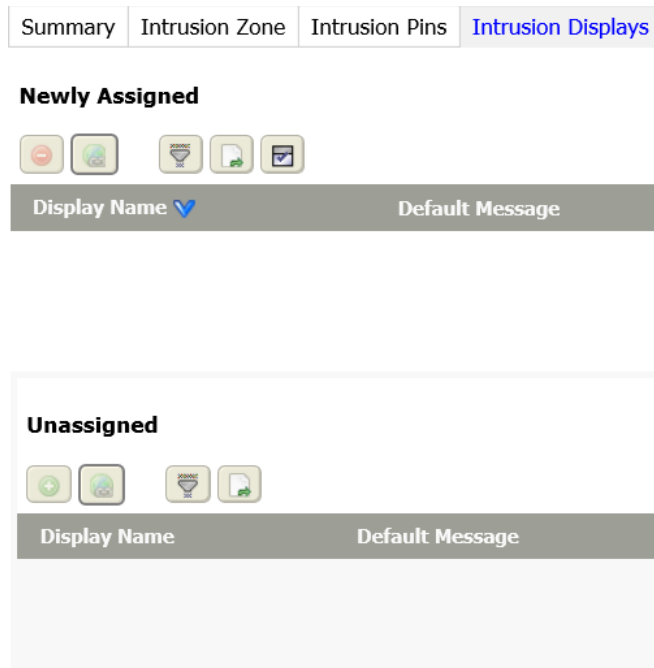 Summary Intrusion Zone Intrusion Pins Intrusion Displays
Newly Assigned
Display Name Default Message
Unassigned
Display Name Default Message